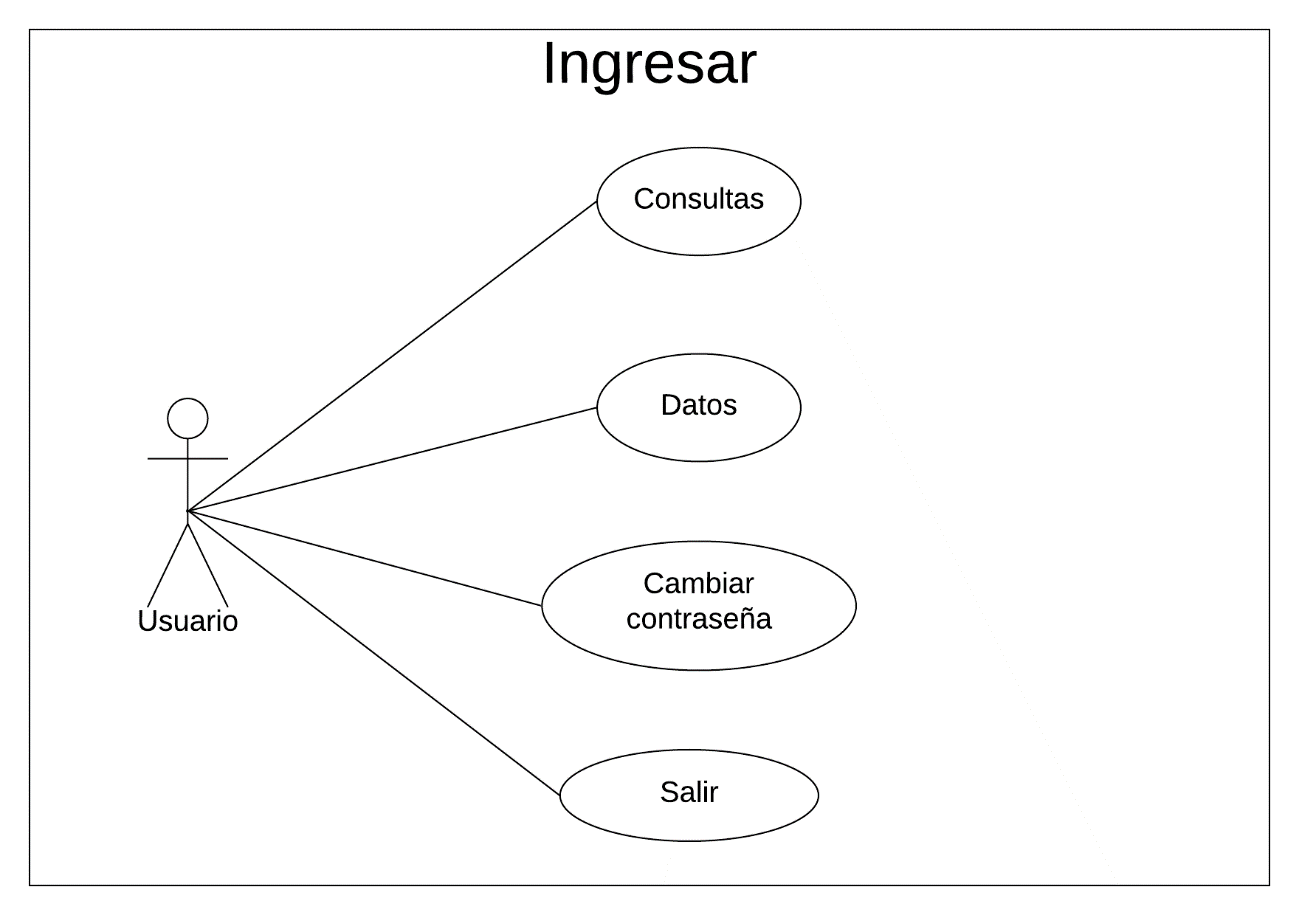 Ingresar
Consultas
Datos
Cambiar
contraseña
Usuario
Salir